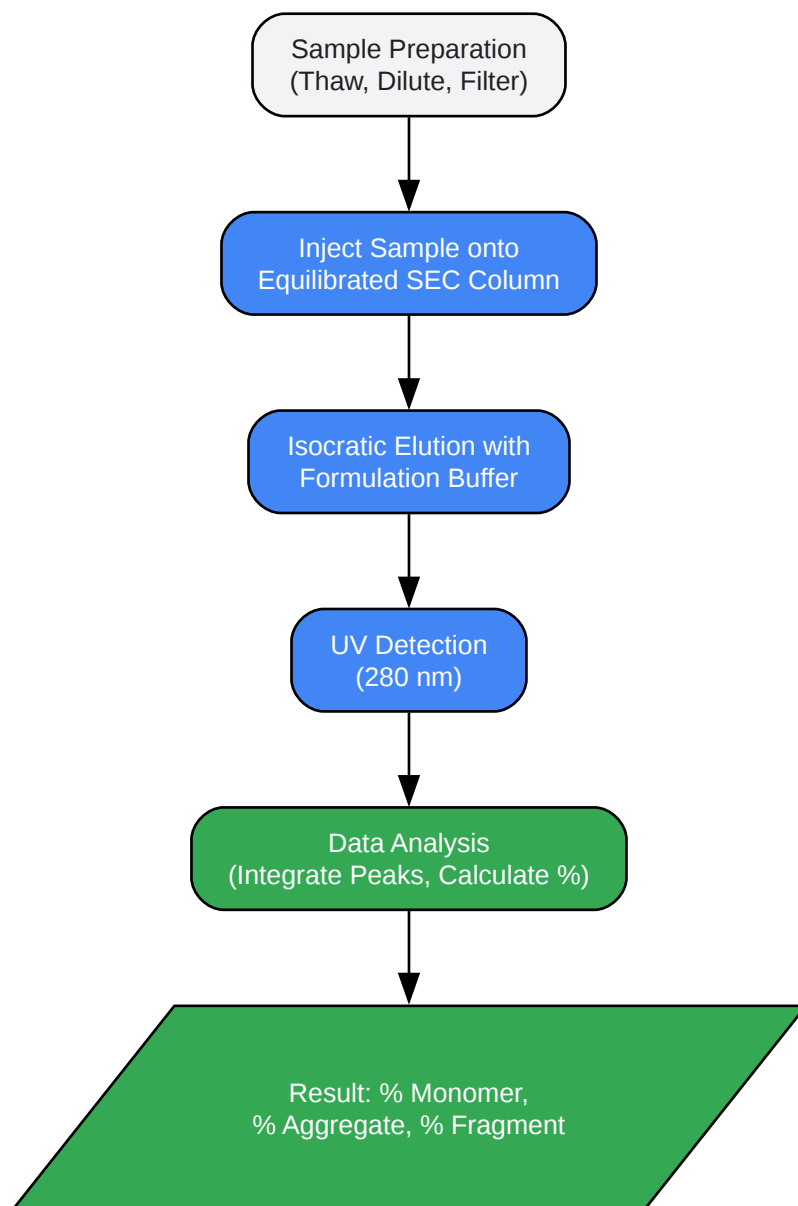 Sample Preparation
(Thaw, Dilute, Filter)
Inject Sample onto
Equilibrated SEC Column
Isocratic Elution with
Formulation Buffer
UV Detection
(280 nm)
Data Analysis
(Integrate Peaks, Calculate %)
Result: % Monomer,
% Aggregate, % Fragment